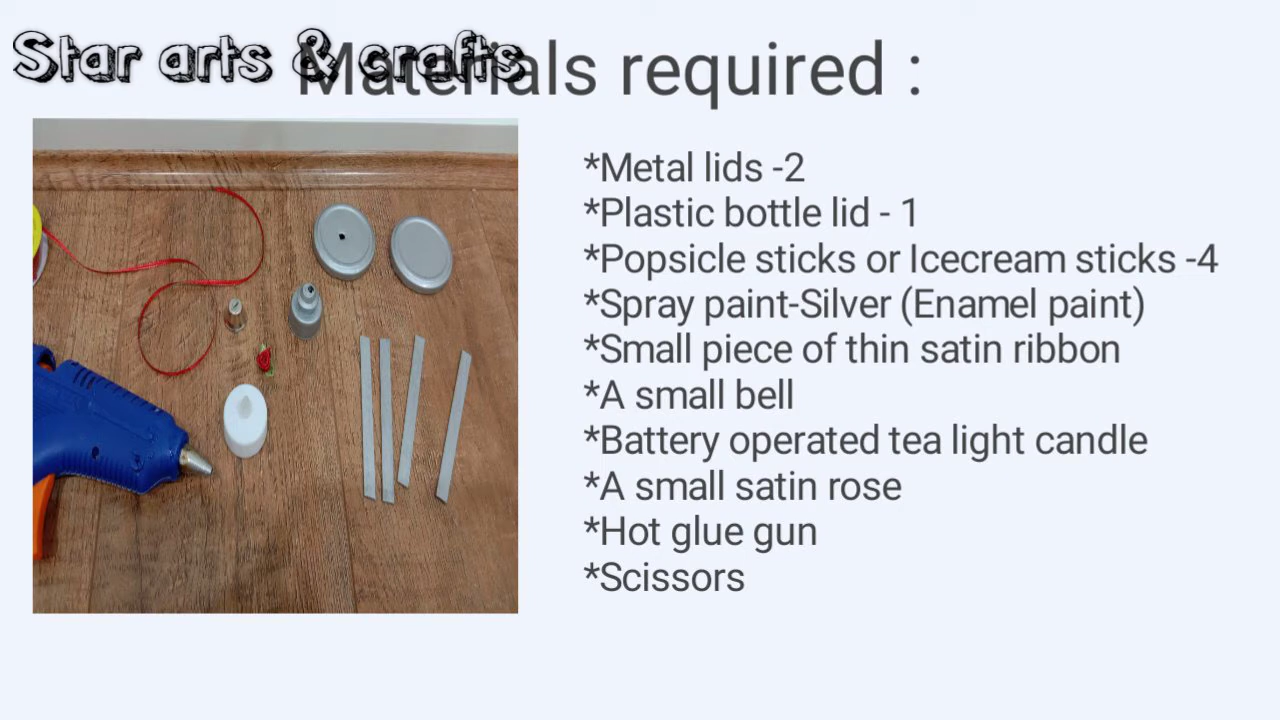 Star arts & crafts
Materials required :
*Metal lids -2
*Plastic bottle lid - 1
*Popsicle sticks or Icecream sticks -4
*Spray paint-Silver (Enamel paint)
*Small piece of thin satin ribbon
*A small bell
*Battery operated tea light candle
*A small satin rose
*Hot glue gun
*Scissors